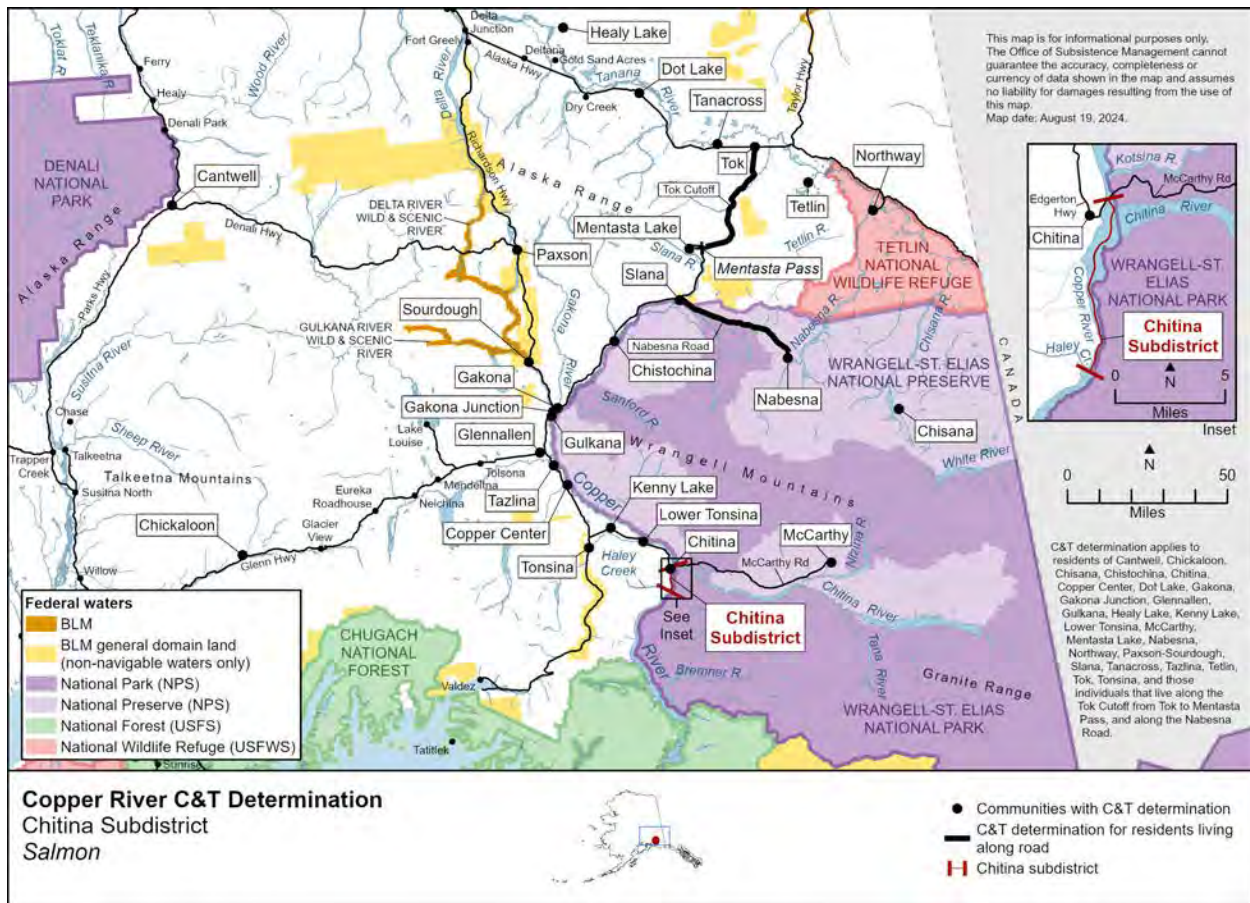 Toklat R.
Teklanika R.
Wood River
Ferry
Healy
Denali Park
DENALI
NATIONAL
PARK
Alaska Range
Cantwell
Denali Hwy
Parks Hwy
Susitna River
Chase
Sheep River
Talkeetna
Trapper
Creek
Susitna North
Talkeetna Mountains
Willow
Chickaloon
Glenn Hwy
Glacier
View
Eureka
Roadhouse
Nelchina
Mendeltna
Tolsona
Lake
Louise
Delta
Junction
Fort Greely
Delta River
Richardson Hwy
Alaska Hwy
Deltana
Gold Sand Acres
Healy Lake
Tanana
River
Dry Creek
Dot Lake
Tanacross
Taylor Hwy
Tok
Tok Cutoff
Northway
Tetlin
Tetlin R.
Alaska Range
Mentasta Lake
Mentasta Pass
Slana R.
Slana
TETLIN
NATIONAL
WILDLIFE REFUGE
DELTA RIVER
WILD & SCENIC
RIVER
Paxson
Sourdough
GULKANA RIVER
WILD & SCENIC
RIVER
Gakona
River
Nabesna Road
Nabesna R.
Chisana R.
Chistochina
Nabesna
WRANGELL-ST. ELIAS
NATIONAL PRESERVE
Chisana
White River
CANADA
Gakona
Gakona Junction
Glennallen
Gulkana
Sanford R.
Wrangell Mountains
Tazlina
Copper Center
Copper
Kenny Lake
Lower Tonsina
Tonsina
Haley
Creek
Chitina
McCarthy
McCarthy Rd
Nizina R.
Chitina River
See
Inset
Chitina
Subdistrict
River
Bremner R.
Tana River
Granite Range
WRANGELL-ST. ELIAS
NATIONAL PARK
CHUGACH
NATIONAL
FOREST
Valdez
Tatitlek
Sunrise
Federal waters
BLM
BLM general domain land
(non-navigable waters only)
National Park (NPS)
National Preserve (NPS)
National Forest (USFS)
National Wildlife Refuge (USFWS)
This map is for informational purposes only.
The Office of Subsistence Management cannot
guarantee the accuracy, completeness or
currency of data shown in the map and assumes
no liability for damages resulting from the use of
this map.
Map date: August 19, 2024.
Kotsina R.
McCarthy Rd
Edgerton
Hwy
Chitina River
Chitina
WRANGELL-ST.
ELIAS
NATIONAL PARK
Copper River
Haley
Cr.
Chitina
Subdistrict
0 5
N
Miles
Inset
N
0 50
Miles
C&T determination applies to
residents of Cantwell, Chickaloon,
Chisana, Chistochina, Chitina,
Copper Center, Dot Lake, Gakona,
Gakona Junction, Glennallen,
Gulkana, Healy Lake, Kenny Lake,
Lower Tonsina, McCarthy,
Mentasta Lake, Nabesna,
Northway, Paxson-Sourdough,
Slana, Tanacross, Tazlina, Tetlin,
Tok, Tonsina, and those
individuals that live along the
Tok Cutoff from Tok to Mentasta
Pass, and along the Nabesna
Road.
Copper River C&T Determination
Chitina Subdistrict
Salmon
Communities with C&T determination
C&T determination for residents living
along road
Chitina subdistrict